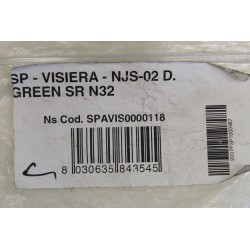 SP - VISIERA - NJS-02 D.
GREEN SR N32
Ns Cod. SPAVIS0000118
8 030635 843545